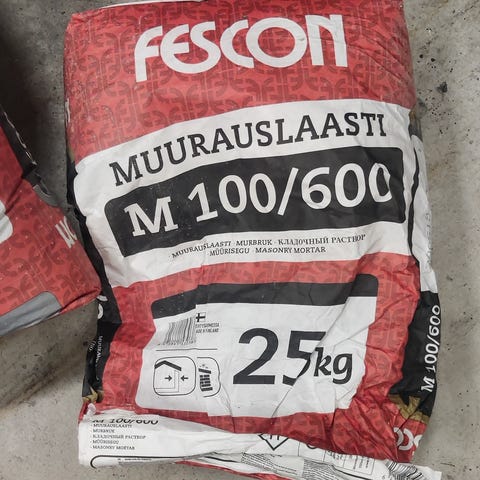 FESCON
MUURAUSLAASTI
M 100/600
MUURAUSLAASTI · MURBRUK · КЛАДОЧНЫЙ РАСТВОР
· MÜÜRISEGU · MASONRY MORTAR
25kg
M 100/600
M 100/600
· MUURAUSLAASTI
· MURBRUK
· КЛАДОЧНЫЙ РАСТВОР
· MÜÜRISEGU
· MASONRY MORTAR